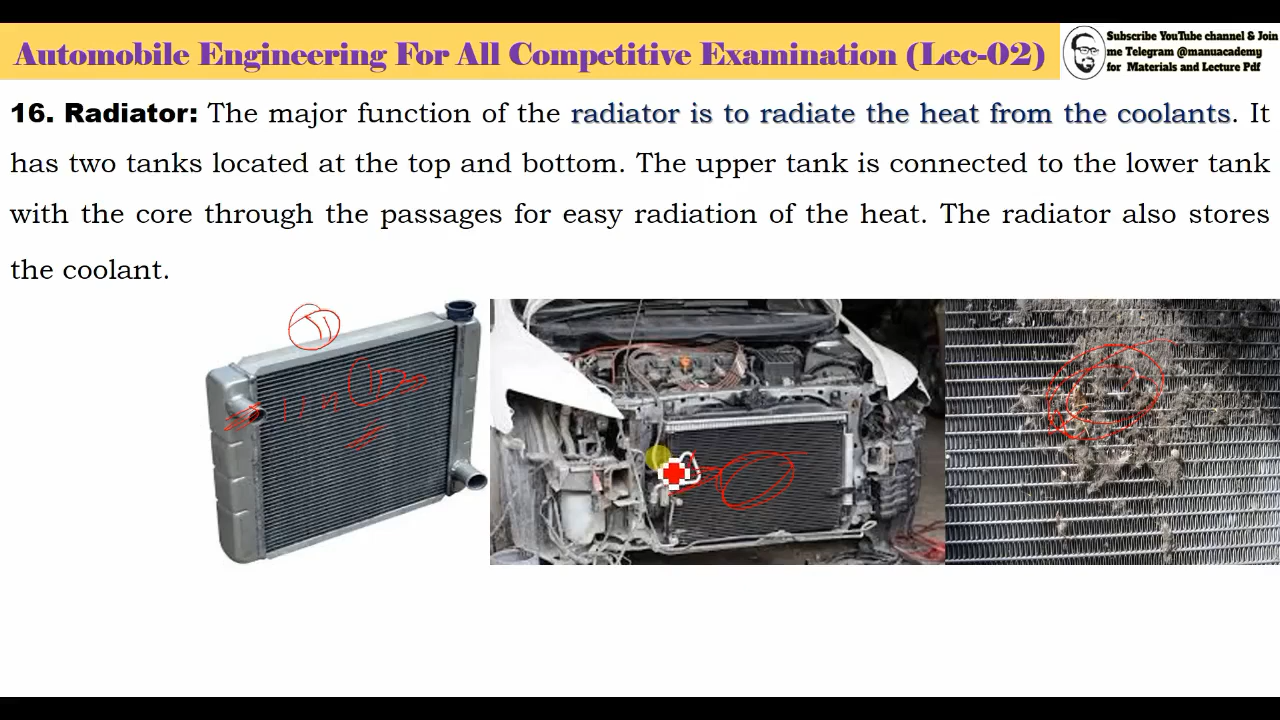 Automobile Engineering For All Competitive Examination (Lec-02)
Subscribe YouTube channel & Join
me Telegram @manuacademy
for Materials and Lecture Pdf
16. Radiator: The major function of the radiator is to radiate the heat from the coolants. It
has two tanks located at the top and bottom. The upper tank is connected to the lower tank
with the core through the passages for easy radiation of the heat. The radiator also stores
the coolant.